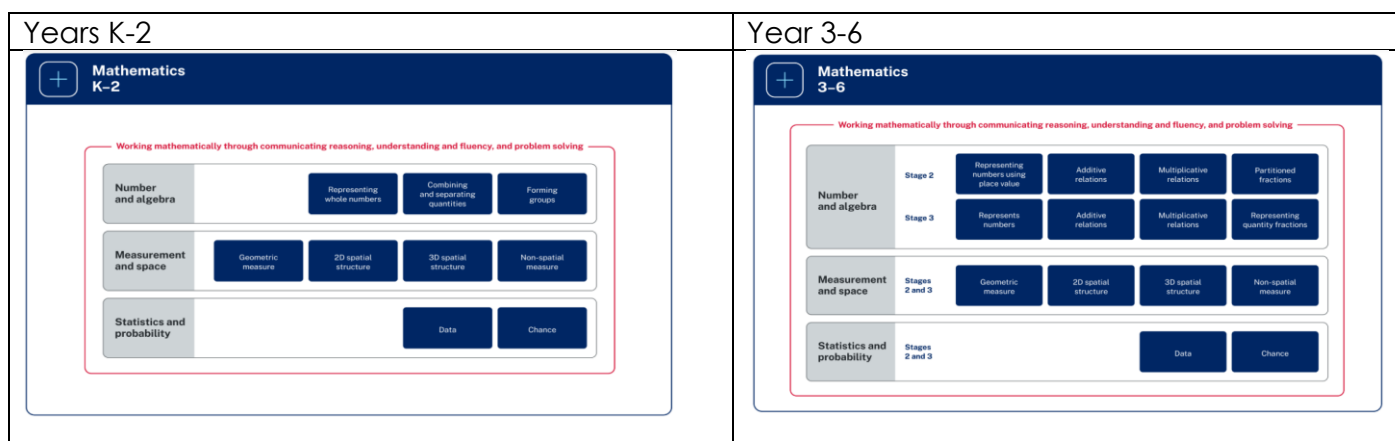 Years K-2
Mathematics
K–2
Working mathematically through communicating reasoning, understanding and fluency, and problem solving
Number
and algebra
Representing
whole numbers
Combining
and separating
quantities
Forming
groups
Measurement
and space
Geometric
measure
2D spatial
structure
3D spatial
structure
Non-spatial
measure
Statistics and
probability
Data
Chance
Year 3-6
Mathematics
3–6
Working mathematically through communicating reasoning, understanding and fluency, and problem solving
Number
and algebra
Stage 2
Representing
numbers using
place value
Additive
relations
Multiplicative
relations
Partitioned
fractions
Stage 3
Represents
numbers
Additive
relations
Multiplicative
relations
Representing
quantity fractions
Measurement
and space
Stages
2 and 3
Geometric
measure
2D spatial
structure
3D spatial
structure
Non-spatial
measure
Statistics and
probability
Stages
2 and 3
Data
Chance